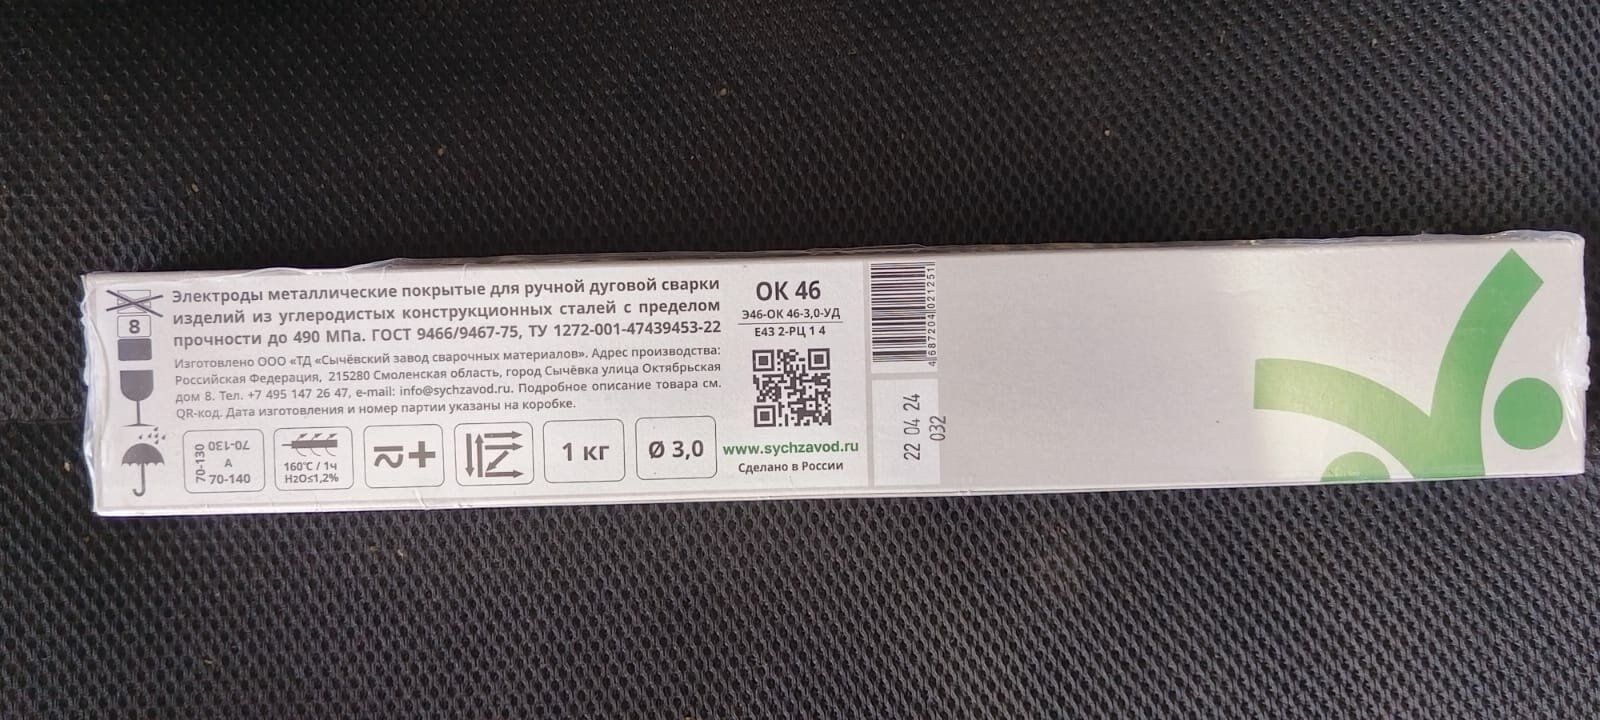 8
Электроды металлические покрытые для ручной дуговой сварки
изделий из углеродистых конструкционных сталей с пределом
прочности до 490 МПа. ГОСТ 9466/9467-75, ТУ 1272-001-47439453-22
Изготовлено ООО «ТД «Сычёвский завод сварочных материалов». Адрес производства:
Российская Федерация, 215280 Смоленская область, город Сычёвка улица Октябрьская
дом 8. Тел. +7 495 147 26 47, e-mail: info@sychzavod.ru. Подробное описание товара см.
QR-код. Дата изготовления и номер партии указаны на коробке.
70-130
70-130
А
70-140
160°С / 1ч
H₂O≤1,2%
1 кг
Ø 3,0
ОК 46
Э46-ОК 46-3,0-УД
Е43 2-РЦ 1 4
www.sychzavod.ru
Сделано в России
4687204021251
22 04 24
032